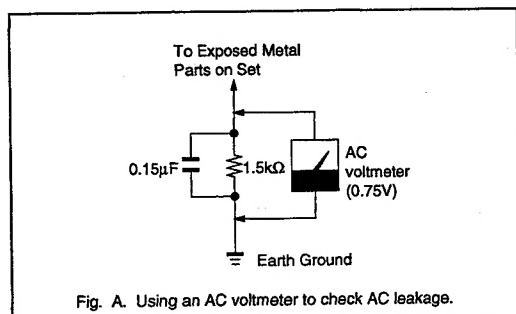 To Exposed Metal
Parts on Set
0.15µF
1.5kΩ
AC
voltmeter
(0.75V)
Earth Ground
Fig. A. Using an AC voltmeter to check AC leakage.